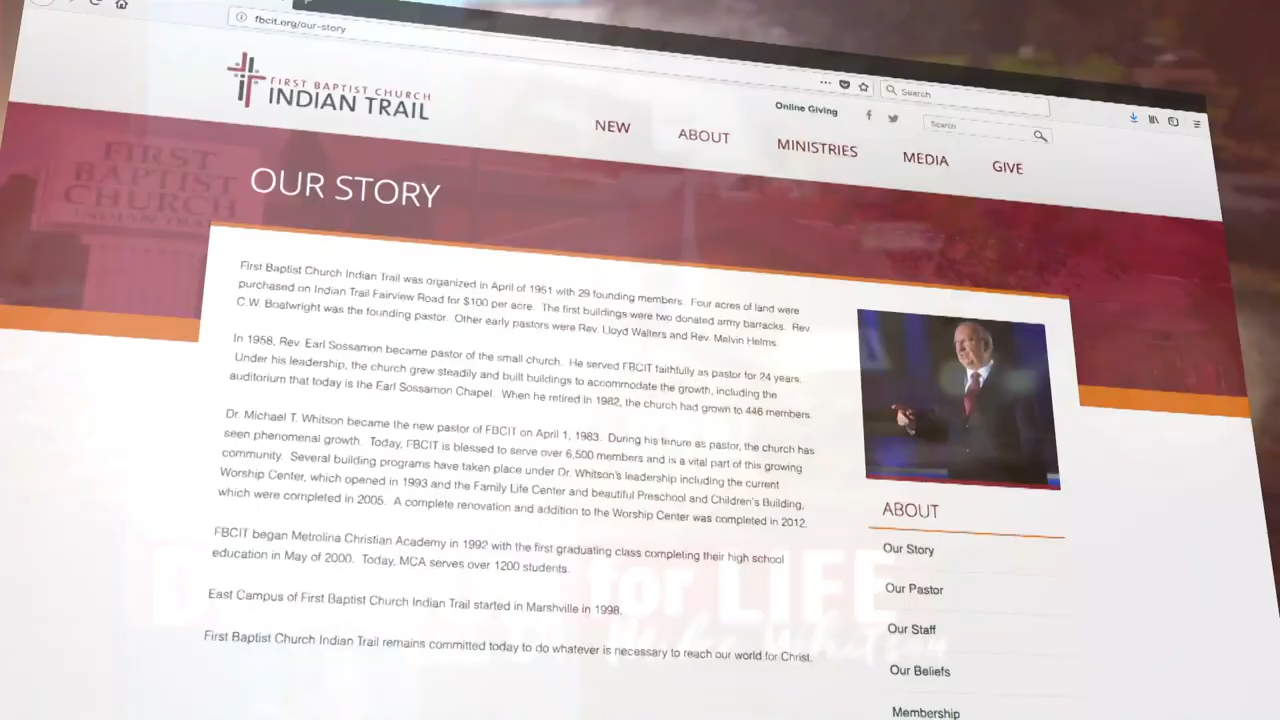 fbcit.org/our-story
Search
FIRST BAPTIST CHURCH
INDIAN TRAIL
Online Giving
Search
NEW ABOUT MINISTRIES MEDIA GIVE
FIRST
BAPTIST
CHURCH
INDIAN TRAIL
OUR STORY
First Baptist Church Indian Trail was organized in April of 1951 with 29 founding members. Four acres of land were
purchased on Indian Trail Fairview Road for $100 per acre. The first buildings were two donated army barracks. Rev.
C.W. Boatwright was the founding pastor. Other early pastors were Rev. Lloyd Walters and Rev. Melvin Helms.
In 1958, Rev. Earl Sossamon became pastor of the small church. He served FBCIT faithfully as pastor for 24 years.
Under his leadership, the church grew steadily and built buildings to accommodate the growth, including the
auditorium that today is the Earl Sossamon Chapel. When he retired in 1982, the church had grown to 446 members.
Dr. Michael T. Whitson became the new pastor of FBCIT on April 1, 1983. During his tenure as pastor, the church has
seen phenomenal growth. Today, FBCIT is blessed to serve over 6,500 members and is a vital part of this growing
community. Several building programs have taken place under Dr. Whitson's leadership including the current
Worship Center, which opened in 1993 and the Family Life Center and beautiful Preschool and Children's Building,
which were completed in 2005. A complete renovation and addition to the Worship Center was completed in 2012.
FBCIT began Metrolina Christian Academy in 1992 with the first graduating class completing their high school
education in May of 2000. Today, MCA serves over 1200 students.
East Campus of First Baptist Church Indian Trail started in Marshville in 1998.
First Baptist Church Indian Trail remains committed today to do whatever is necessary to reach our world for Christ.
ABOUT
Our Story
Our Pastor
Our Staff
Our Beliefs
Membership
for LIFE
Whitson